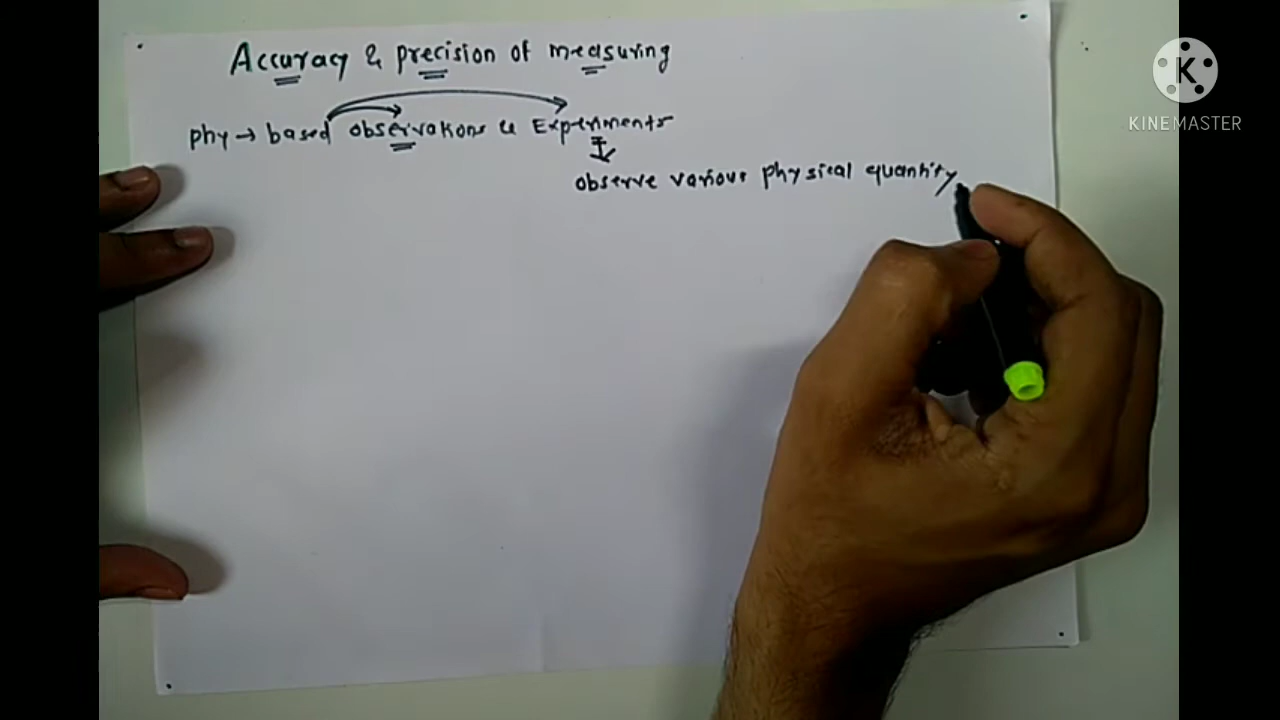 Accuracy & precision of measuring
phy → based observations & Experiments
observe various physical quantity
K
KINEMASTER